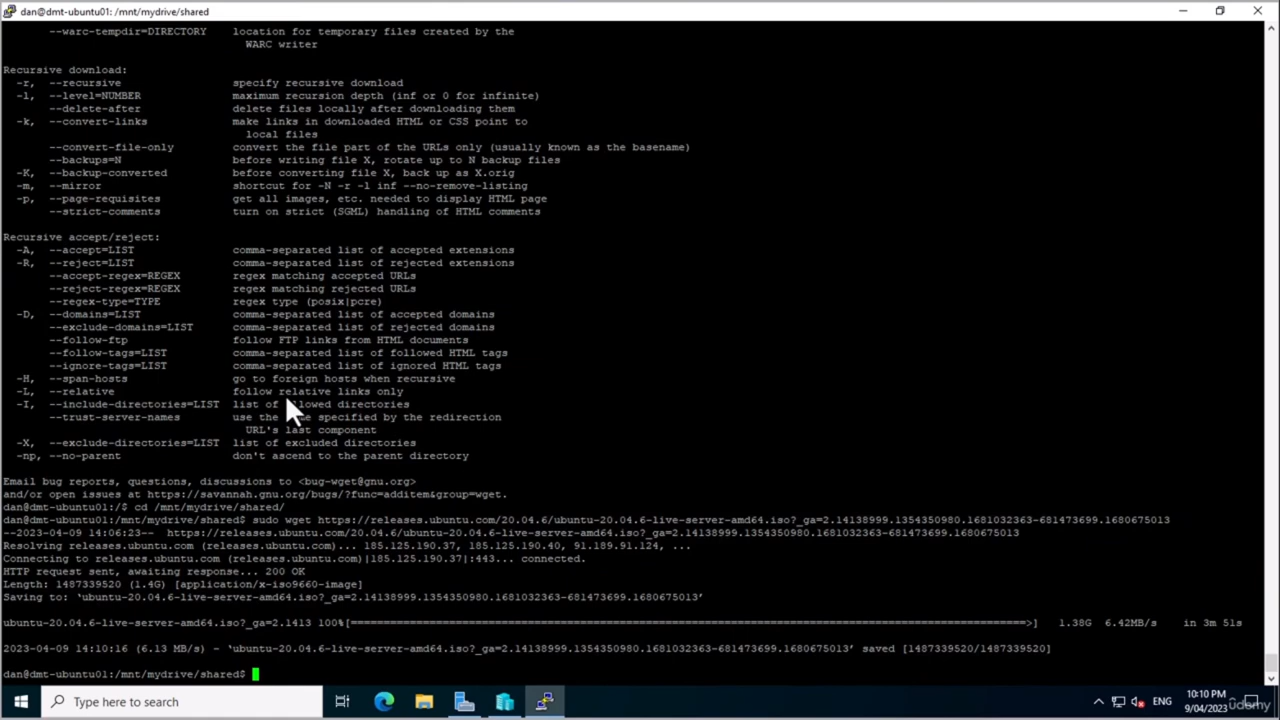 dan@dmt-ubuntu01: /mnt/mydrive/shared
--warc-tempdir=DIRECTORY location for temporary files created by the
WARC writer
Recursive download:
-r, --recursive specify recursive download
-l, --level=NUMBER maximum recursion depth (inf or 0 for infinite)
--delete-after delete files locally after downloading them
-k, --convert-links make links in downloaded HTML or CSS point to
local files
--convert-file-only convert the file part of the URLs only (usually known as the basename)
--backups=N before writing file X, rotate up to N backup files
-K, --backup-converted before converting file X, back up as X.orig
-m, --mirror shortcut for -N -r -l inf --no-remove-listing
-p, --page-requisites get all images, etc. needed to display HTML page
--strict-comments turn on strict (SGML) handling of HTML comments
Recursive accept/reject:
-A, --accept=LIST comma-separated list of accepted extensions
-R, --reject=LIST comma-separated list of rejected extensions
--accept-regex=REGEX regex matching accepted URLs
--reject-regex=REGEX regex matching rejected URLs
--regex-type=TYPE regex type (posix|pcre)
-D, --domains=LIST comma-separated list of accepted domains
--exclude-domains=LIST comma-separated list of rejected domains
--follow-ftp follow FTP links from HTML documents
--follow-tags=LIST comma-separated list of followed HTML tags
--ignore-tags=LIST comma-separated list of ignored HTML tags
-H, --span-hosts go to foreign hosts when recursive
-L, --relative follow relative links only
-I, --include-directories=LIST list of allowed directories
--trust-server-names use the specified by the redirection
URL's last component
-X, --exclude-directories=LIST list of excluded directories
-np, --no-parent don't ascend to the parent directory
Email bug reports, questions, discussions to <bug-wget@gnu.org>
and/or open issues at https://savannah.gnu.org/bugs/?func=additem&group=wget.
dan@dmt-ubuntu01:/$ cd /mnt/mydrive/shared/
dan@dmt-ubuntu01:/mnt/mydrive/shared$ sudo wget https://releases.ubuntu.com/20.04.6/ubuntu-20.04.6-live-server-amd64.iso?_ga=2.14138999.1354350980.1681032363-681473699.1680675013
--2023-04-09 14:06:23-- https://releases.ubuntu.com/20.04.6/ubuntu-20.04.6-live-server-amd64.iso?_ga=2.14138999.1354350980.1681032363-681473699.1680675013
Resolving releases.ubuntu.com (releases.ubuntu.com)... 185.125.190.37, 185.125.190.40, 91.189.91.124, ...
Connecting to releases.ubuntu.com (releases.ubuntu.com)|185.125.190.37|:443... connected.
HTTP request sent, awaiting response... 200 OK
Length: 1487339520 (1.4G) [application/x-iso9660-image]
Saving to: ‘ubuntu-20.04.6-live-server-amd64.iso?_ga=2.14138999.1354350980.1681032363-681473699.1680675013’
ubuntu-20.04.6-live-server-amd64.iso?_ga=2.1413 100%[===================================================================================================>] 1.38G 6.42MB/s in 3m 51s
2023-04-09 14:10:16 (6.13 MB/s) - ‘ubuntu-20.04.6-live-server-amd64.iso?_ga=2.14138999.1354350980.1681032363-681473699.1680675013’ saved [1487339520/1487339520]
dan@dmt-ubuntu01:/mnt/mydrive/shared$
Type here to search
ENG
10:10 PM
9/04/2023
udemy